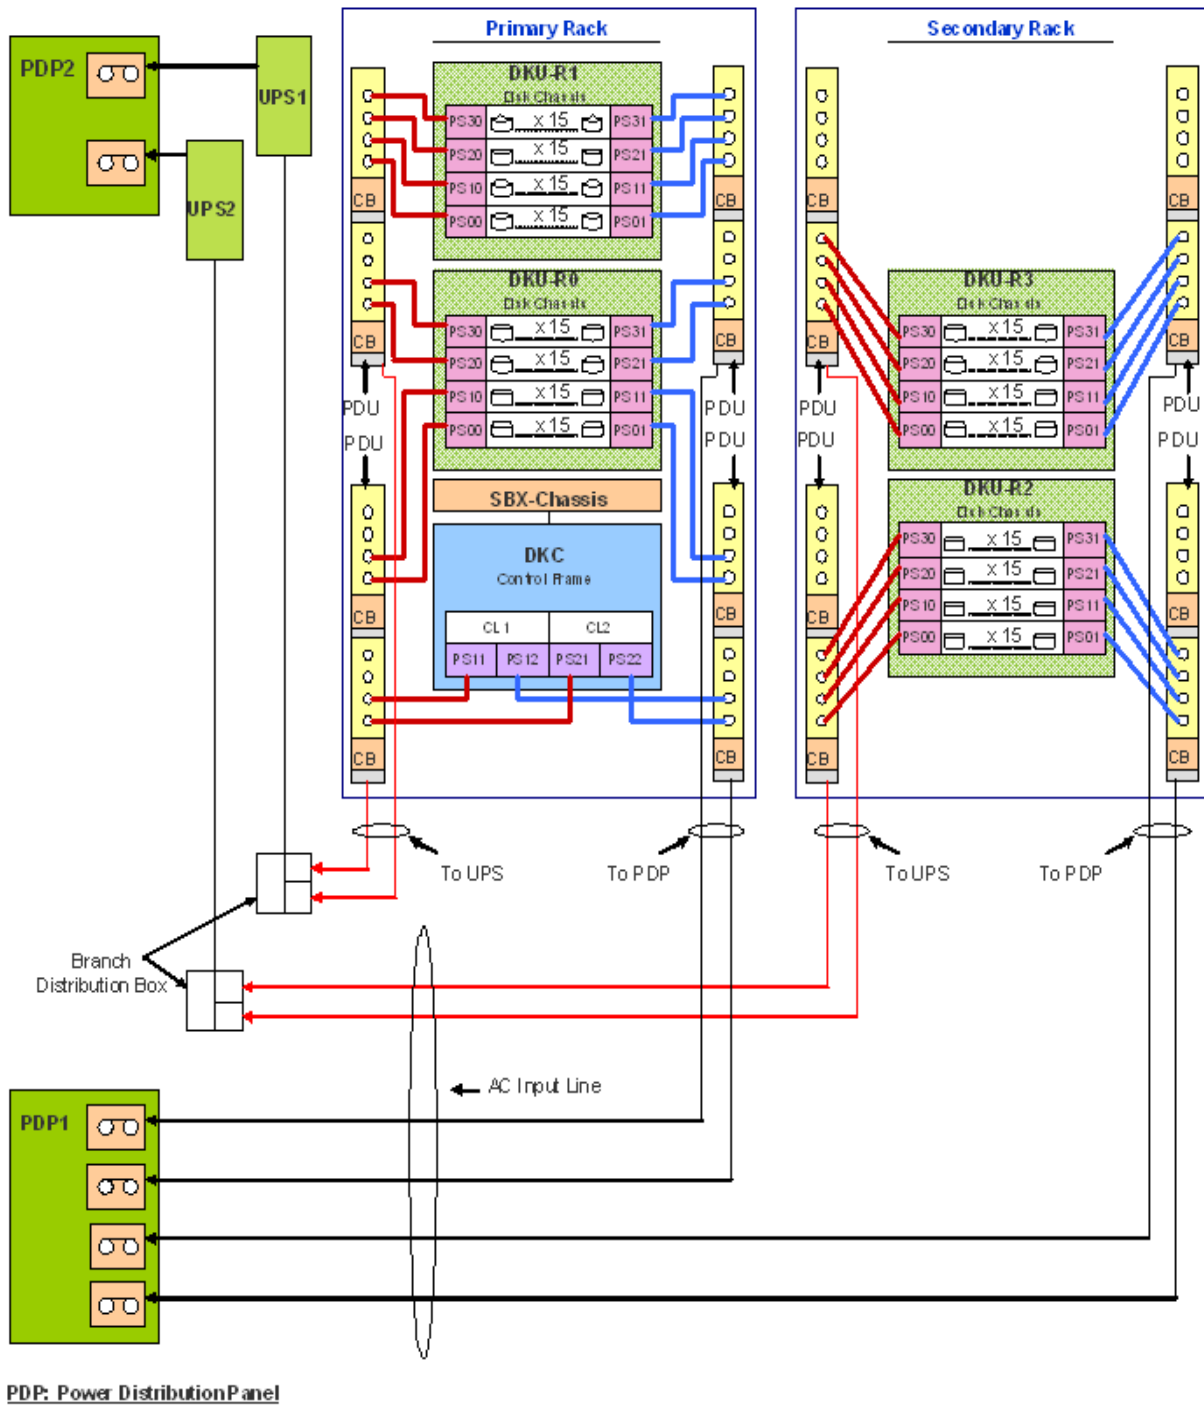 Primary Rack
Secondary Rack
PDP2
UPS1
UPS2
DKU-R1
Disk Chassis
PS30 x 15 PS31
PS20 x 15 PS21
PS10 x 15 PS11
PS00 x 15 PS01
CB
CB
CB
CB
DKU-R0
Disk Chassis
PS30 x 15 PS31
PS20 x 15 PS21
PS10 x 15 PS11
PS00 x 15 PS01
CB
CB
PDU
PDU
PDU
PDU
SBX-Chassis
DKC
Control Frame
CL1
CL2
PS11
PS12
PS21
PS22
CB
CB
CB
CB
DKU-R3
Disk Chassis
PS30 x 15 PS31
PS20 x 15 PS21
PS10 x 15 PS11
PS00 x 15 PS01
CB
CB
PDU
PDU
PDU
PDU
DKU-R2
Disk Chassis
PS30 x 15 PS31
PS20 x 15 PS21
PS10 x 15 PS11
PS00 x 15 PS01
CB
CB
CB
CB
To UPS
To PDP
To UPS
To PDP
Branch
Distribution Box
AC Input Line
PDP1
PDP: Power Distribution Panel